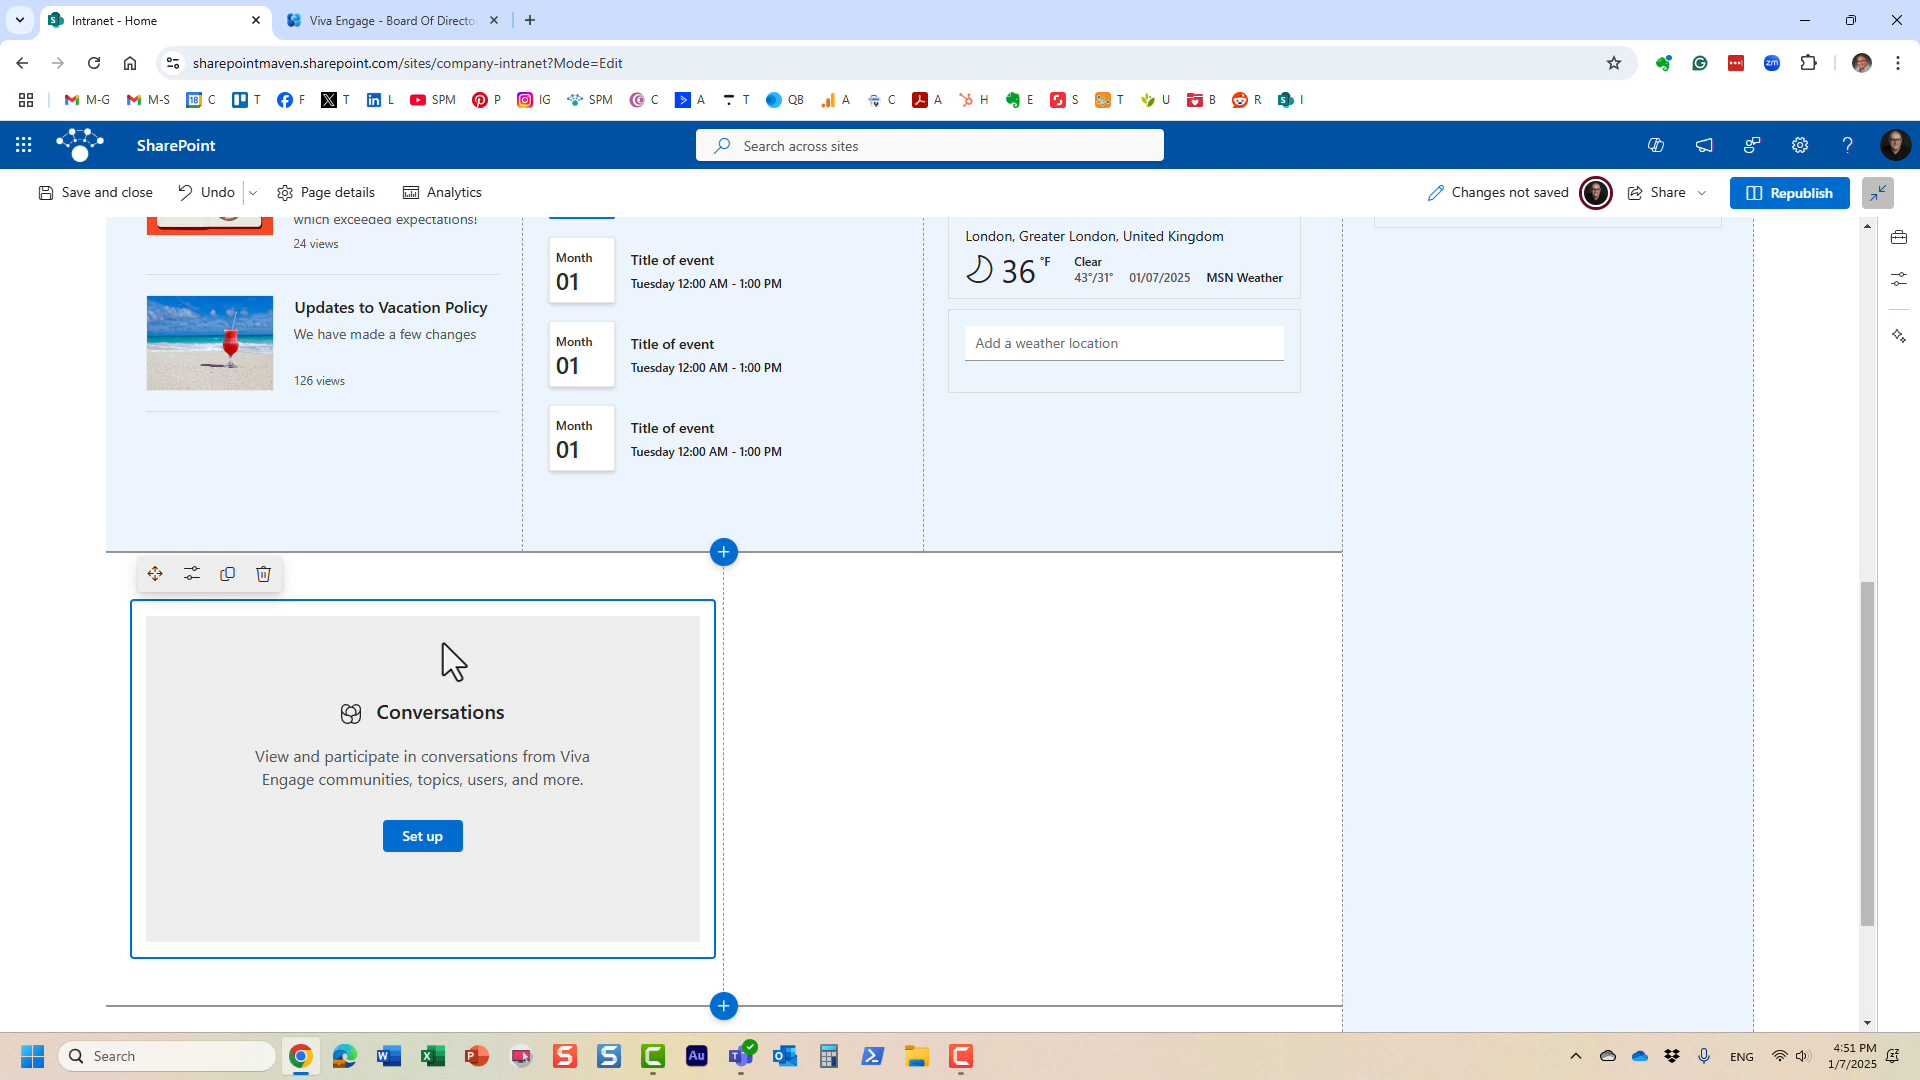 Intranet - Home
Viva Engage - Board Of Directo
sharepointmaven.sharepoint.com/sites/company-intranet?Mode=Edit
M-G
M-S
18 C
T
F
T
L
SPM
P
IG
SPM
C
A
T
QB
A
C
A
H
E
S
T
U
B
R
I
SharePoint
Search across sites
Save and close
Undo
Page details
Analytics
Changes not saved
Share
Republish
which exceeded expectations!
24 views
Updates to Vacation Policy
We have made a few changes
126 views
Month
01
Title of event
Tuesday 12:00 AM - 1:00 PM
Month
01
Title of event
Tuesday 12:00 AM - 1:00 PM
Month
01
Title of event
Tuesday 12:00 AM - 1:00 PM
London, Greater London, United Kingdom
36 °F
Clear
43°/31°
01/07/2025
MSN Weather
Add a weather location
Conversations
View and participate in conversations from Viva
Engage communities, topics, users, and more.
Set up
Search
Au
ENG
4:51 PM
1/7/2025